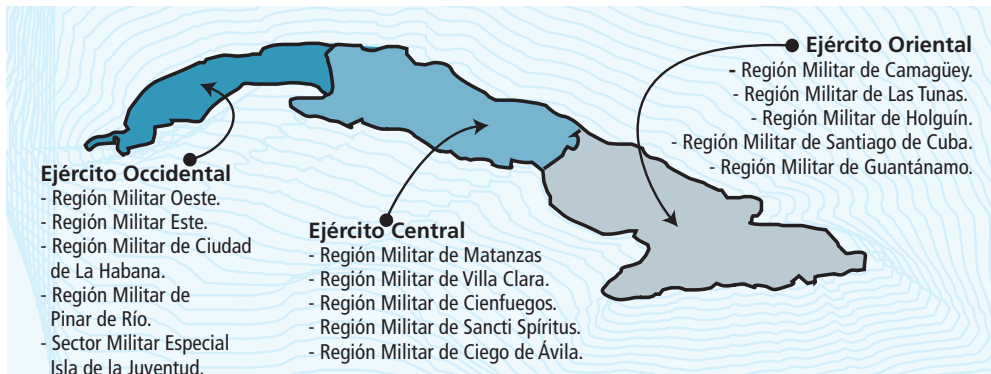 Ejército Occidental
- Región Militar Oeste.
- Región Militar Este.
- Región Militar de Ciudad
de La Habana.
- Región Militar de
Pinar de Río.
- Sector Militar Especial
Isla de la Juventud.
Ejército Central
- Región Militar de Matanzas
- Región Militar de Villa Clara.
- Región Militar de Cienfuegos.
- Región Militar de Sancti Spíritus.
- Región Militar de Ciego de Ávila.
Ejército Oriental
- Región Militar de Camagüey.
- Región Militar de Las Tunas.
- Región Militar de Holguín.
- Región Militar de Santiago de Cuba.
- Región Militar de Guantánamo.